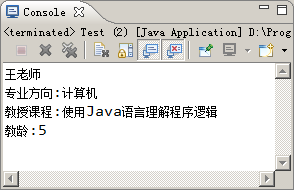 Console
<terminated> Test (2) [Java Application] D:\Prog
王老师
专业方向:计算机
教授课程:使用Java语言理解程序逻辑
教龄:5